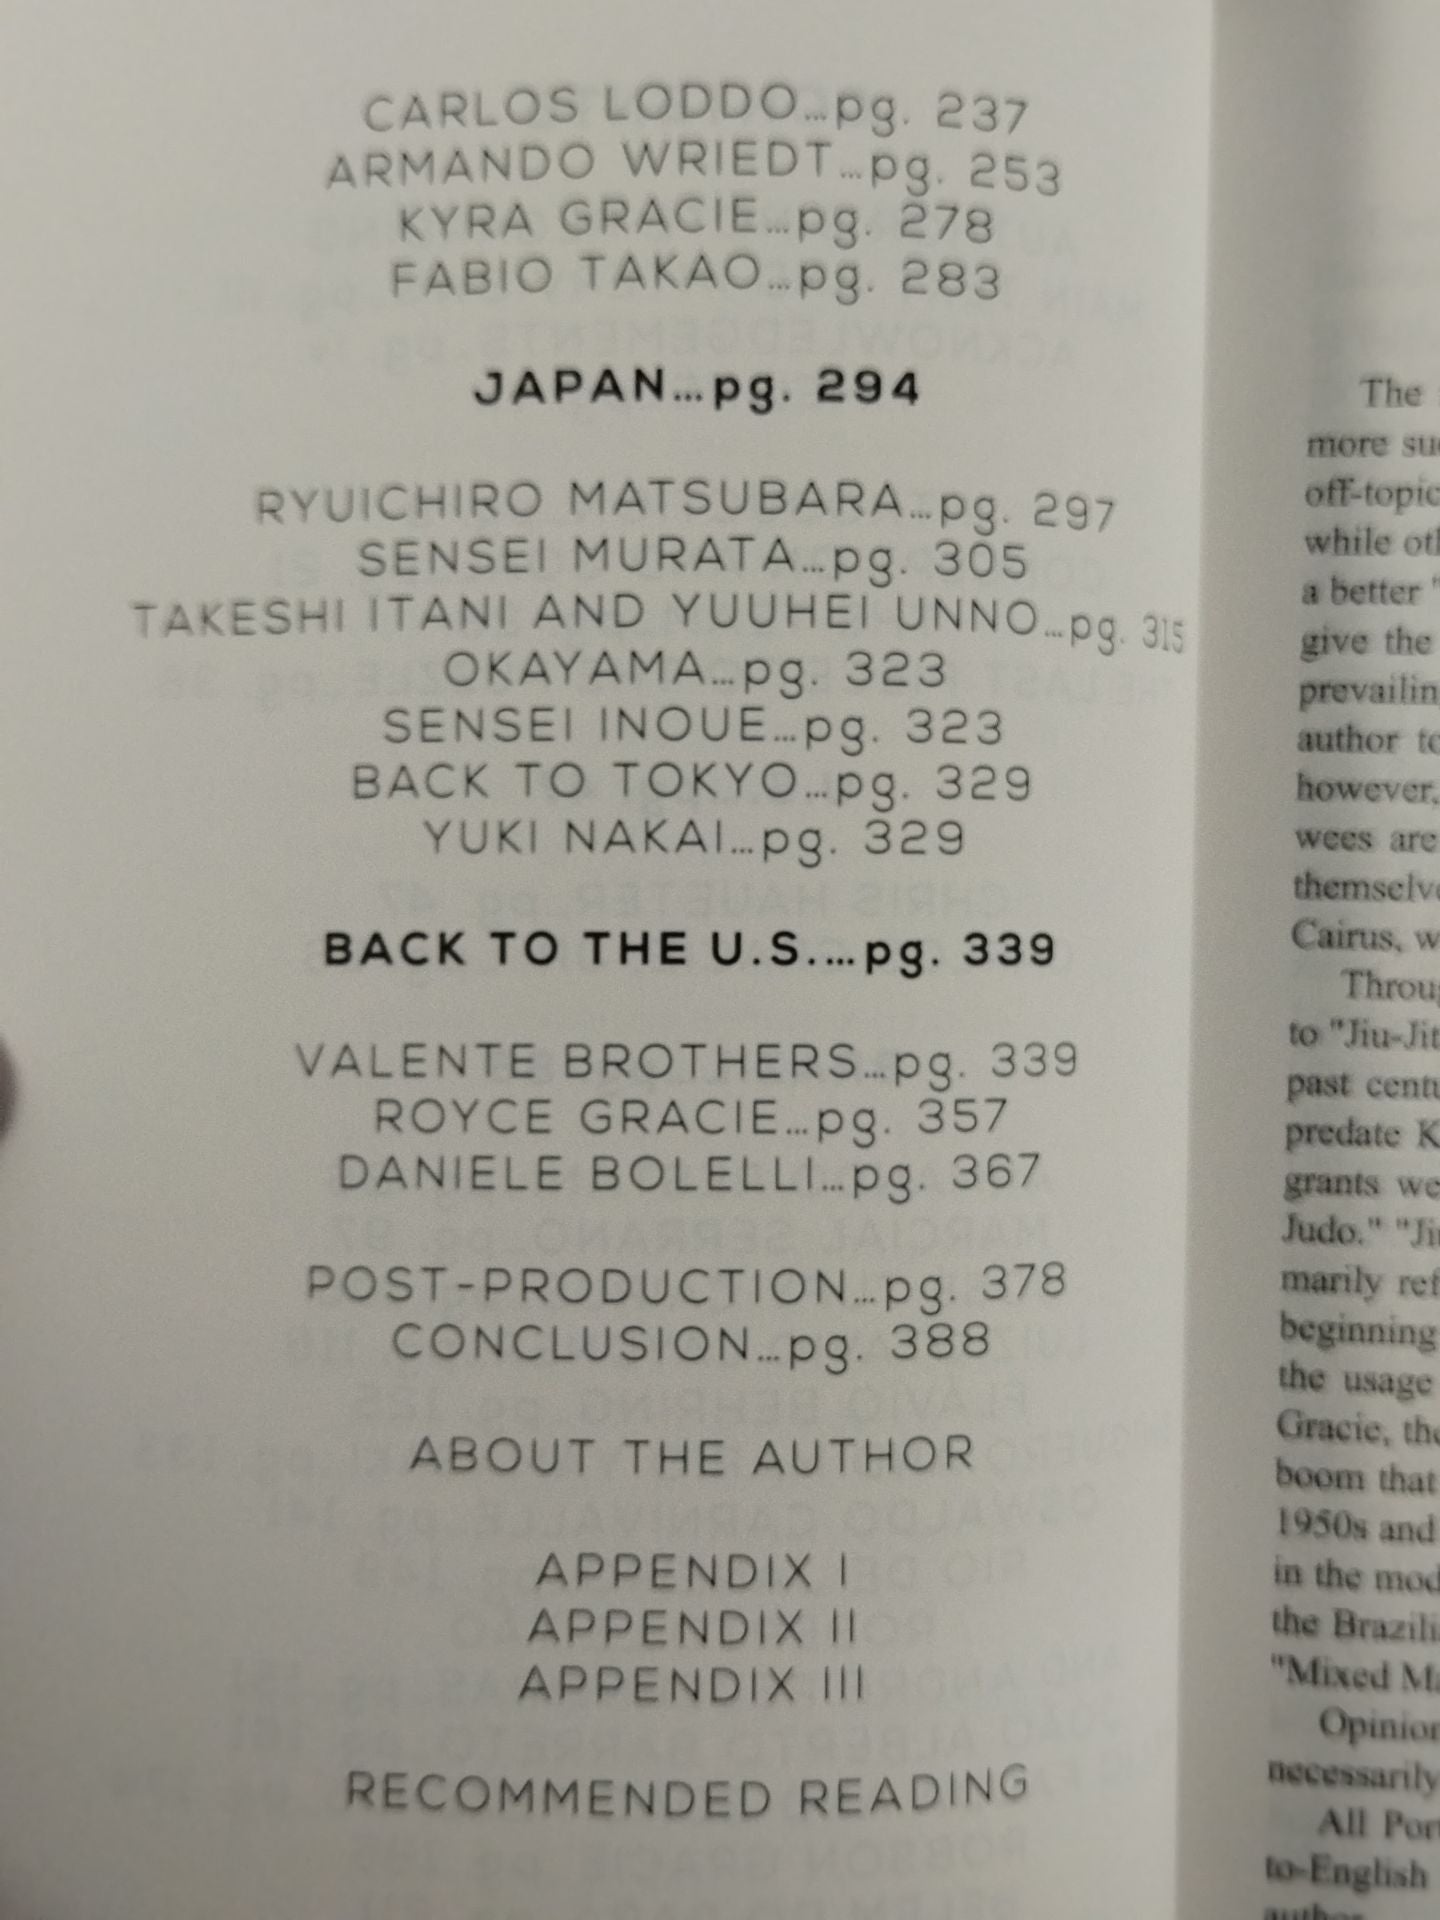 CARLOS LODDO...pg. 237
ARMANDO WRIEDT...pg. 253
KYRA GRACIE...pg. 278
FABIO TAKAO...pg. 283
JAPAN...pg. 294
RYUICHIRO MATSUBARA...pg. 297
SENSEI MURATA...pg. 305
TAKESHI ITANI AND YUUHEI UNNO...pg. 315
OKAYAMA...pg. 323
SENSEI INOUE...pg. 323
BACK TO TOKYO...pg. 329
YUKI NAKAI...pg. 329
BACK TO THE U.S....pg. 339
VALENTE BROTHERS...pg. 339
ROYCE GRACIE...pg. 357
DANIELE BOLELLI...pg. 367
POST-PRODUCTION...pg. 378
CONCLUSION...pg. 388
ABOUT THE AUTHOR
APPENDIX I
APPENDIX II
APPENDIX III
RECOMMENDED READING
The
more
off-topic
while
a better "
give the
author
however,
wees are
Cairus,
to "Jiu-Jit
past
predate K
grants
Judo." "Ji
marily
beginning
the usage
Gracie,
boom that
1950s and
in the
the
"Mixed
necessarily
All
to-English